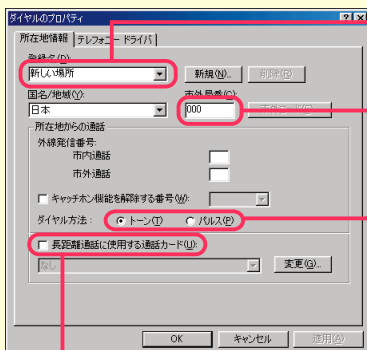 ダイヤルのプロパティ
所在地情報 テレフォニー ドライバ
登録名(D):
新しい場所 新規(N)... 削除(R)
国名/地域(Y): 市外局番(C):
日本 000 市外コード(E)...
所在地からの通話
外線発信番号:
市内通話
市外通話
キャッチホン機能を解除する番号(W):
ダイヤル方法: トーン(T) パルス(P)
長距離通話に使用する通話カード(U):
なし 変更(G)...
OK キャンセル 適用(A)